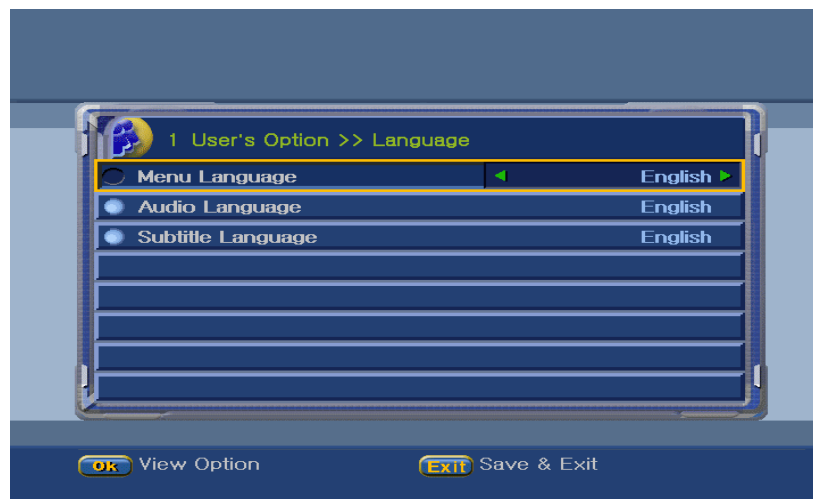 1 User's Option >> Language
Menu Language English
Audio Language English
Subtitle Language English
Ok View Option Exit Save & Exit